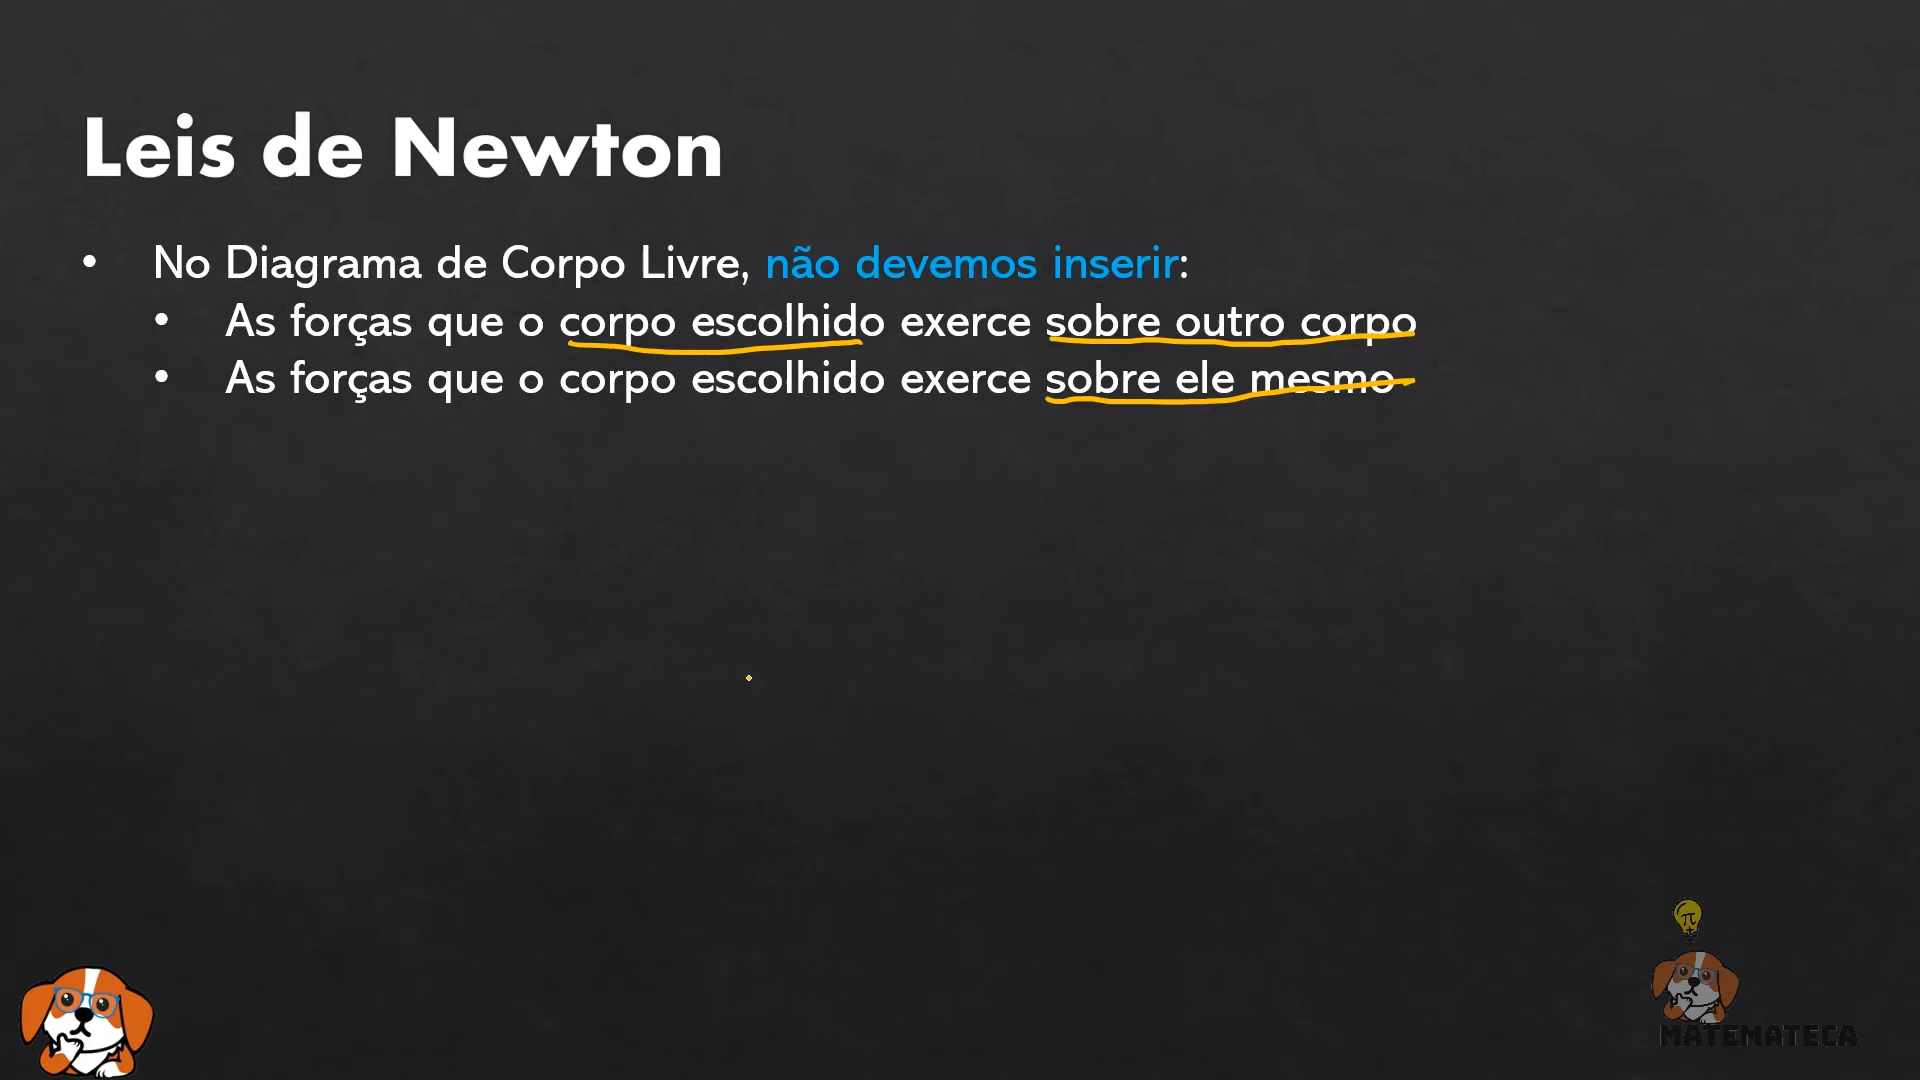 Leis de Newton
• No Diagrama de Corpo Livre, não devemos inserir:
• As forças que o corpo escolhido exerce sobre outro corpo
• As forças que o corpo escolhido exerce sobre ele mesmo
π
MATEMATECA